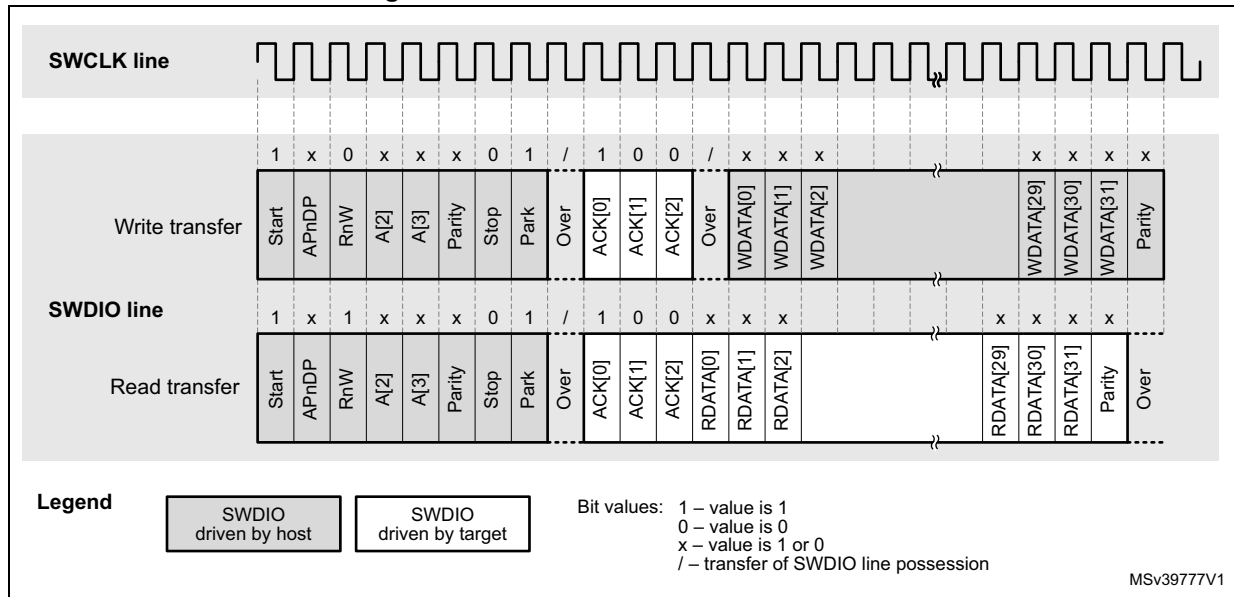 SWCLK line
1 x 0 x x x 0 1 / 1 0 0 / x x x x x x x
Write transfer
Start APnDP RnW A[2] A[3] Parity Stop Park Over ACK[0] ACK[1] ACK[2] Over WDATA[0] WDATA[1] WDATA[2] WDATA[29] WDATA[30] WDATA[31] Parity
SWDIO line
1 x 1 x x x 0 1 / 1 0 0 x x x x x x x
Read transfer
Start APnDP RnW A[2] A[3] Parity Stop Park Over ACK[0] ACK[1] ACK[2] RDATA[0] RDATA[1] RDATA[2] RDATA[29] RDATA[30] RDATA[31] Parity Over
Legend
SWDIO
driven by host
SWDIO
driven by target
Bit values: 1 – value is 1
0 – value is 0
x – value is 1 or 0
/ – transfer of SWDIO line possession
MSv39777V1